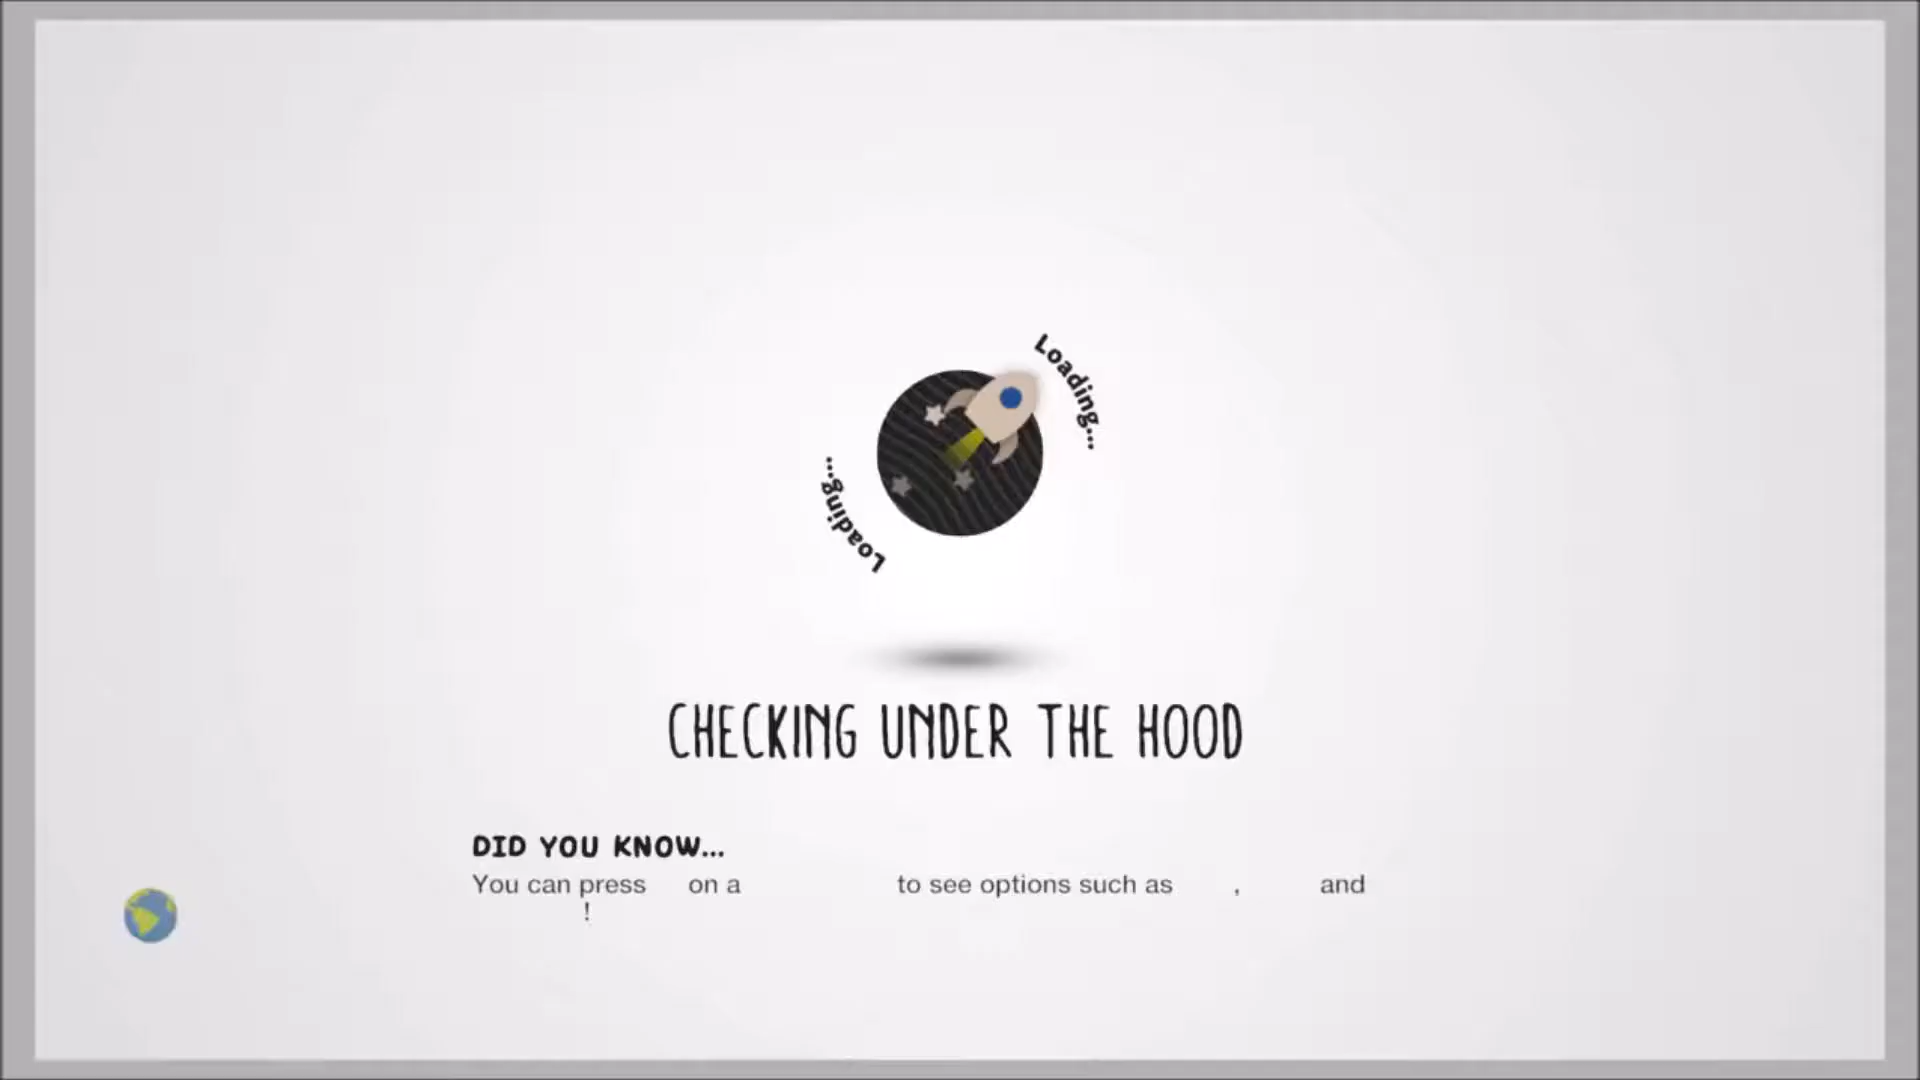 Loading...
Loading...
CHECKING UNDER THE HOOD
DID YOU KNOW...
You can press on a to see options such as , and
!